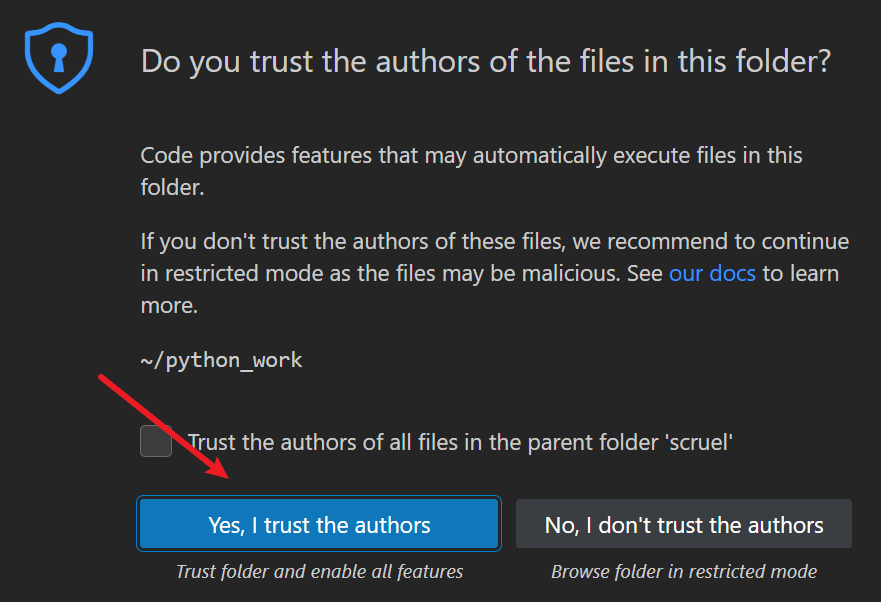 Do you trust the authors of the files in this folder?
Code provides features that may automatically execute files in this
folder.
If you don't trust the authors of these files, we recommend to continue
in restricted mode as the files may be malicious. See our docs to learn
more.
~/python_work
Trust the authors of all files in the parent folder 'scruel'
Yes, I trust the authors
No, I don't trust the authors
Trust folder and enable all features
Browse folder in restricted mode